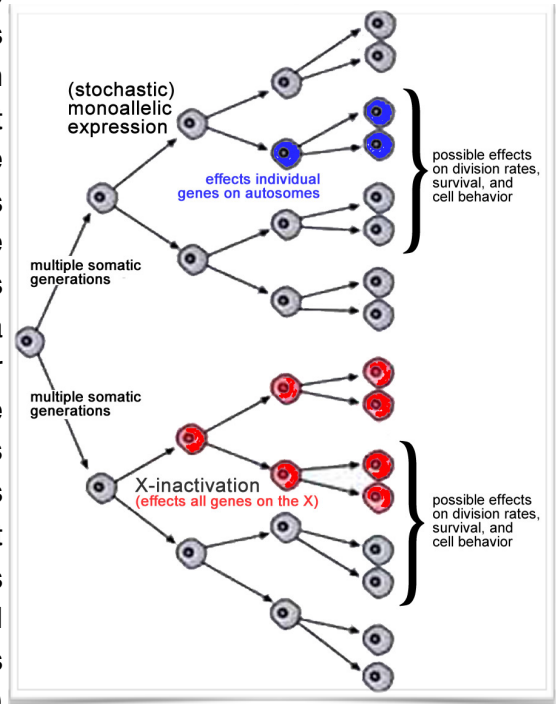 (stochastic)
monoallelic
expression
effects individual
genes on autosomes
possible effects
on division rates,
survival, and
cell behavior
multiple somatic
generations
multiple somatic
generations
X-inactivation
(effects all genes on the X)
possible effects
on division rates,
survival, and
cell behavior